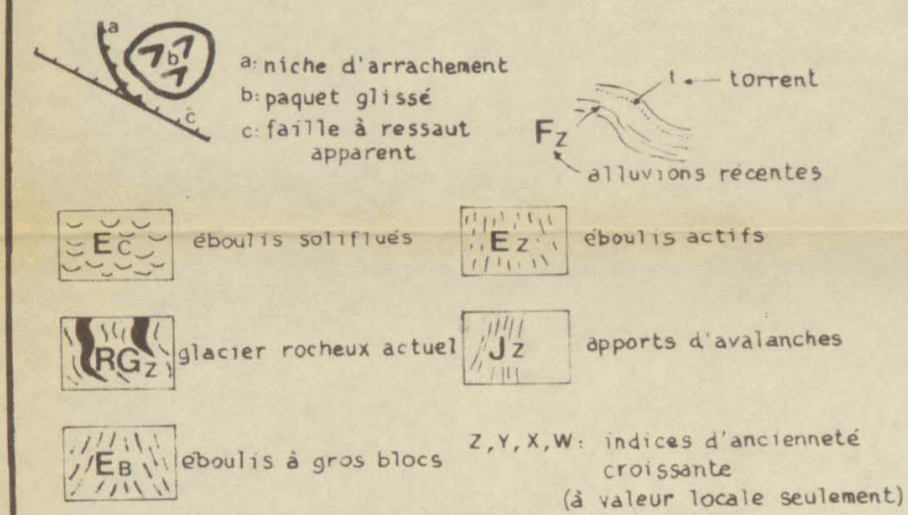 a
b
c
a: niche d'arrachement
b: paquet glissé
c: faille à ressaut
apparent
t ← torrent
Fz
alluvions récentes
Ec éboulis soliflués
Ez éboulis actifs
RGz glacier rocheux actuel
Jz apports d'avalanches
EB éboulis à gros blocs
Z,Y,X,W: indices d'ancienneté
croissante
(à valeur locale seulement)